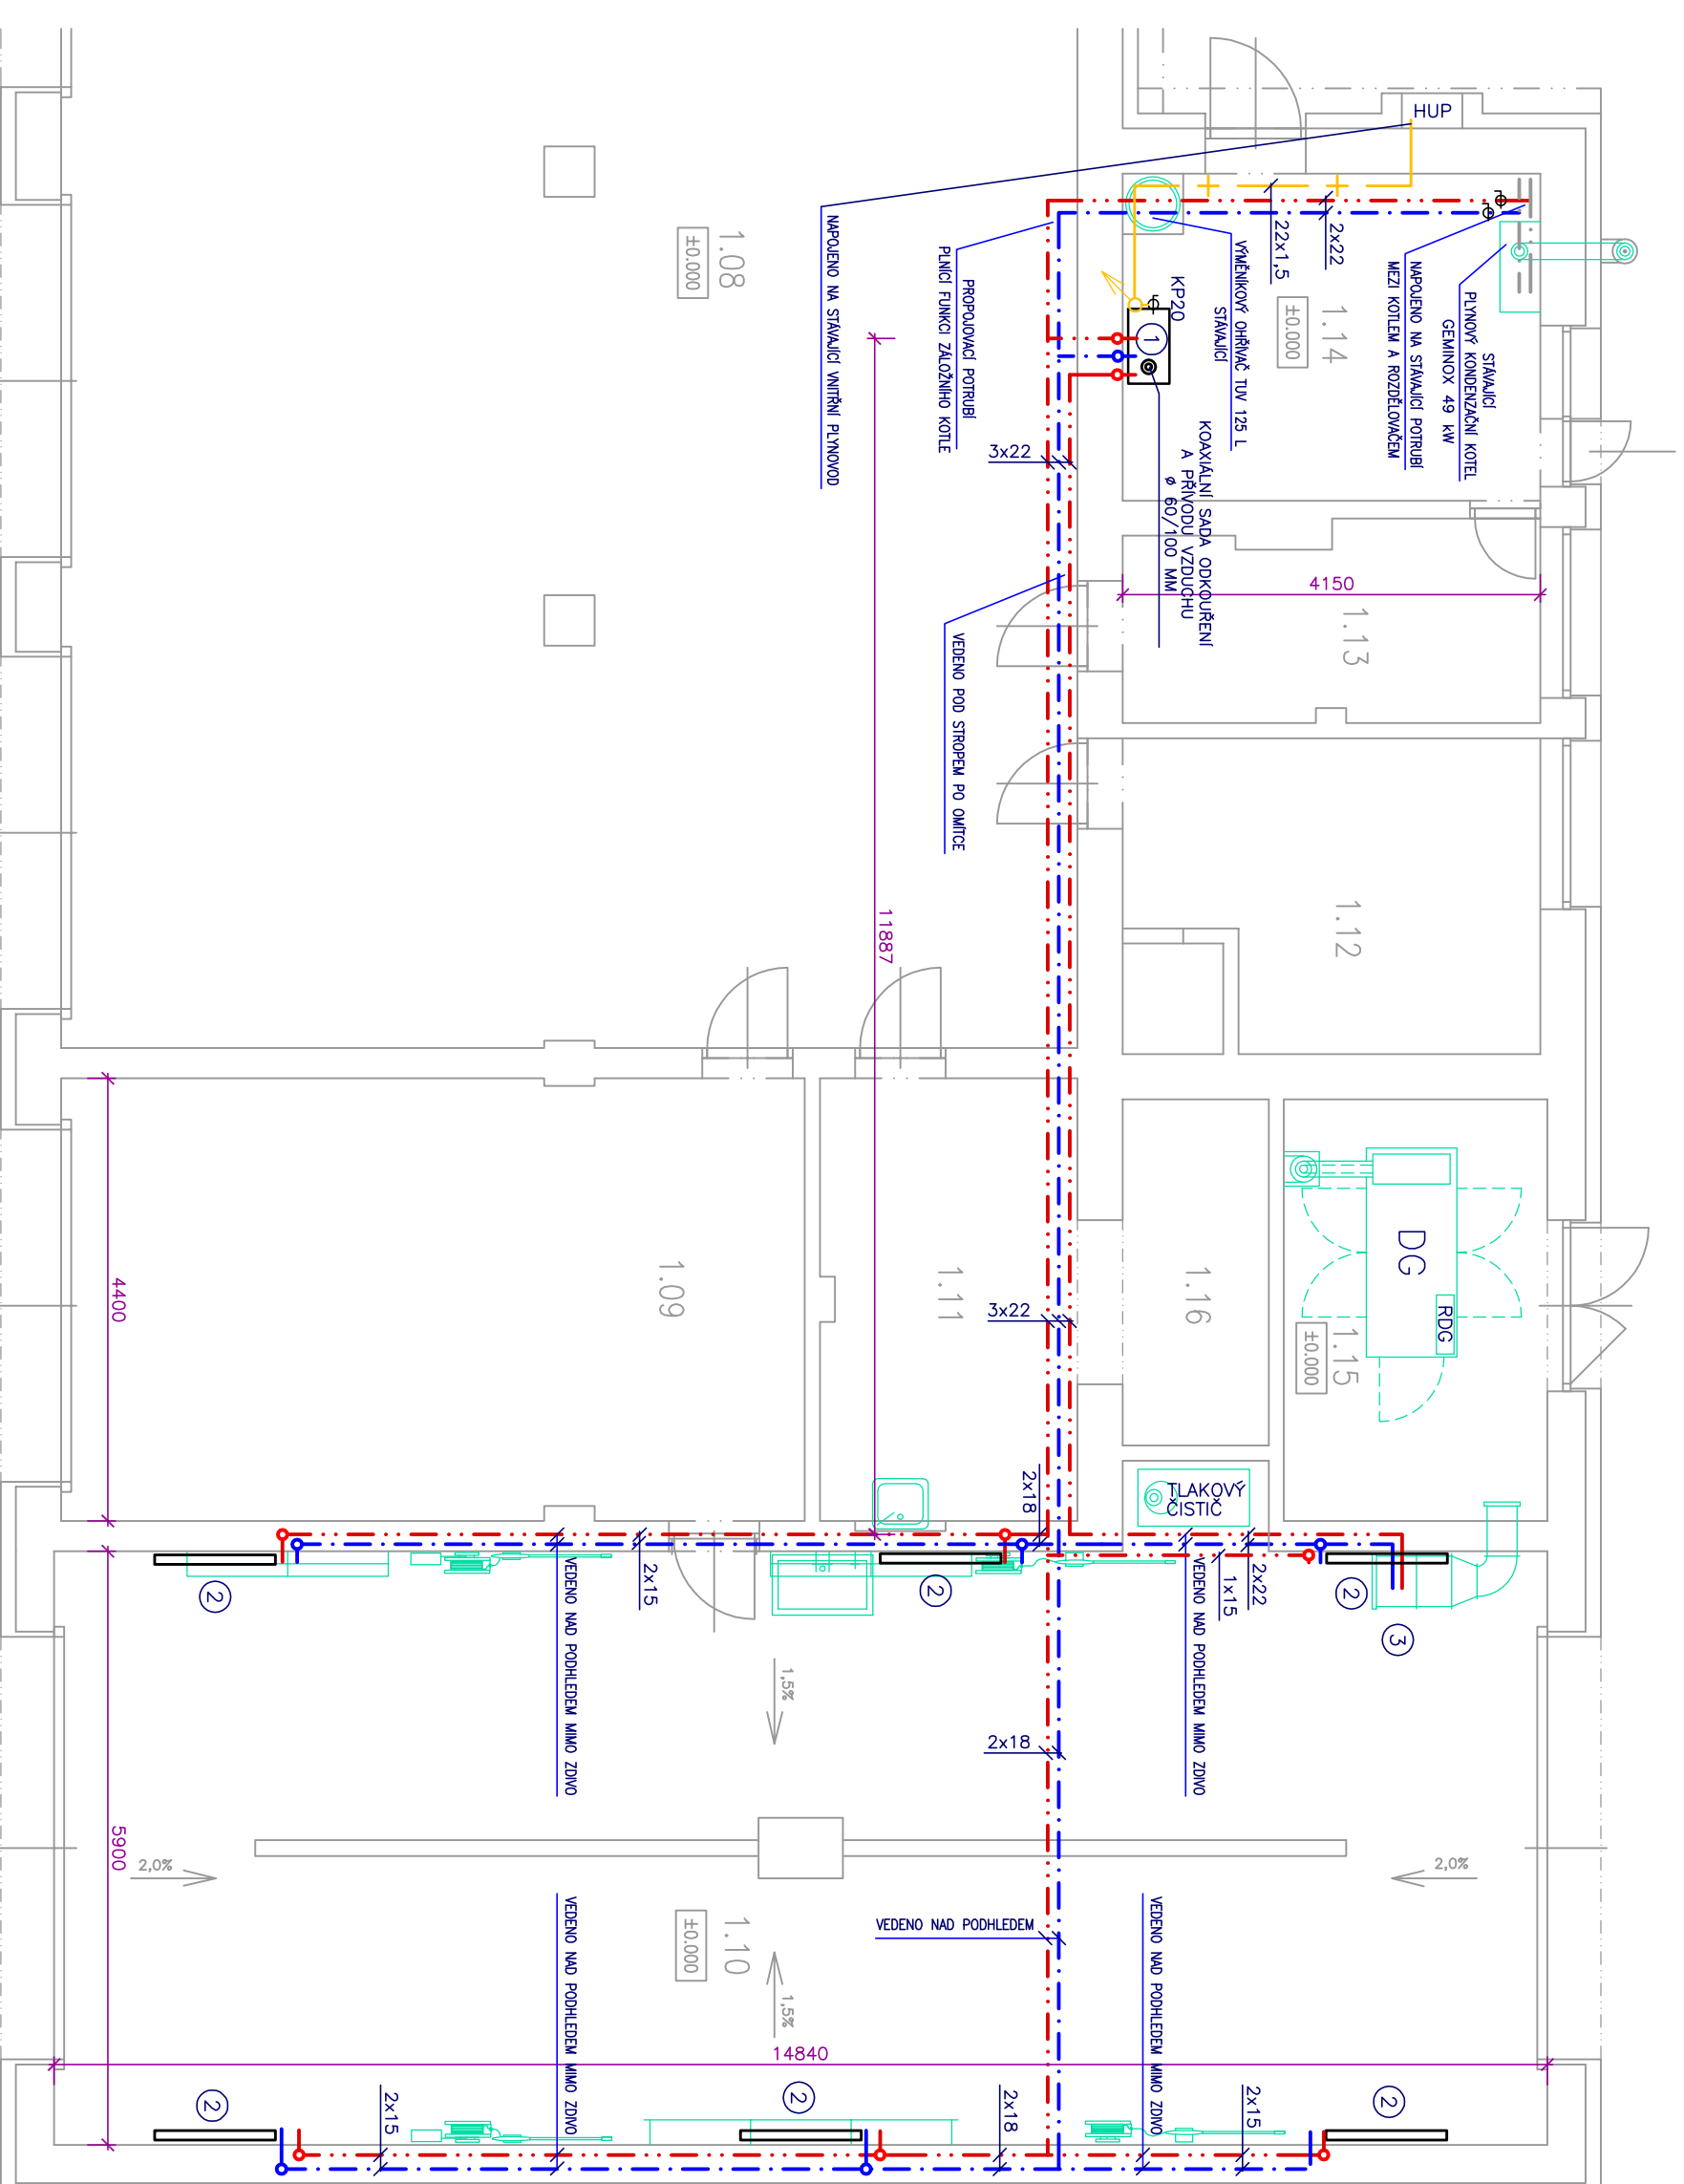 HUP
NAPOJENO NA STÁVAJÍCÍ VNITŘNÍ PLYNOVOD
1.08
±0.000
PROPOJOVACÍ POTRUBÍ
PLNÍCÍ FUNKCI ZÁLOŽNÍHO KOTLE
VÝMĚNÍKOVÝ OHŘÍVAČ TUV 125 L
STÁVAJÍCÍ
22x1,5
2x22
1.14
±0.000
NAPOJENO NA STÁVAJÍCÍ POTRUBÍ
MEZI KOTLEM A ROZDĚLOVAČEM
STÁVAJÍCÍ
PLYNOVÝ KONDENZAČNÍ KOTEL
GEMINOX 49 kW
KP20
1
KOAXIÁLNÍ SADA ODKOUŘENÍ
A PŘÍVODU VZDUCHU
ø 60/100 MM
3x22
4150
1.13
VEDENO POD STROPEM PO OMÍTCE
1.12
11887
4400
1.09
1.11
3x22
1.16
DG
RDG
1.15
±0.000
TLAKOVÝ
ČISTIČ
2x18
2x15
2x22
1x15
2
2
2
3
VEDENO NAD PODHLEDEM MIMO ZDIVO
VEDENO NAD PODHLEDEM MIMO ZDIVO
1,5%
2x18
5900
2,0%
2,0%
VEDENO NAD PODHLEDEM
1.10
±0.000
1,5%
VEDENO NAD PODHLEDEM MIMO ZDIVO
VEDENO NAD PODHLEDEM MIMO ZDIVO
14840
2
2
2
2x15
2x18
2x15